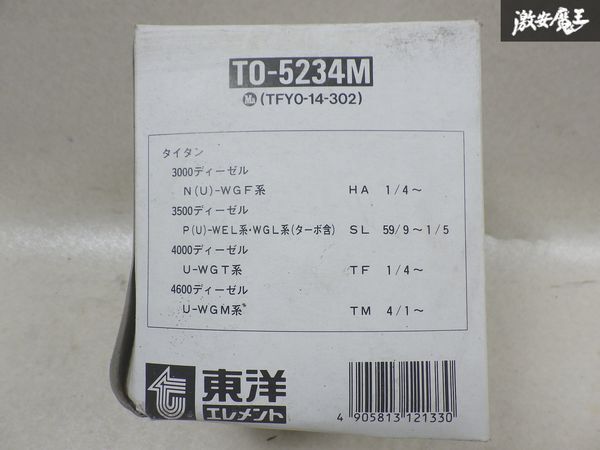 激安魔王
TO-5234M
Ma (TFY0-14-302)
タイタン
3000ディーゼル
N(U)-WGF系 HA 1/4〜
3500ディーゼル
P(U)-WEL系・WGL系(ターボ含) SL 59/9〜1/5
4000ディーゼル
U-WGT系 TF 1/4〜
4600ディーゼル
U-WGM系 TM 4/1〜
東洋
エレメント
4 905813 121330